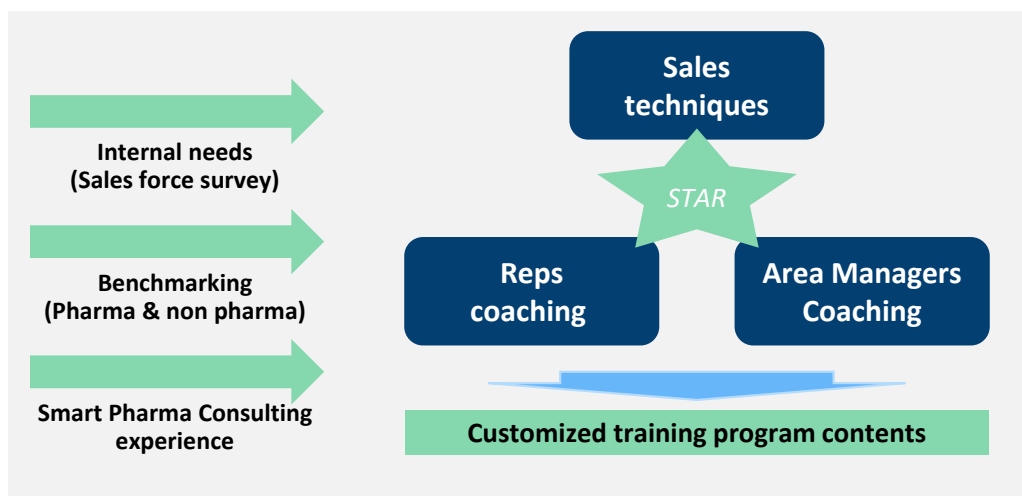 Internal needs
(Sales force survey)
Benchmarking
(Pharma & non pharma)
Smart Pharma Consulting
experience
Sales
techniques
STAR
Reps
coaching
Area Managers
Coaching
Customized training program contents